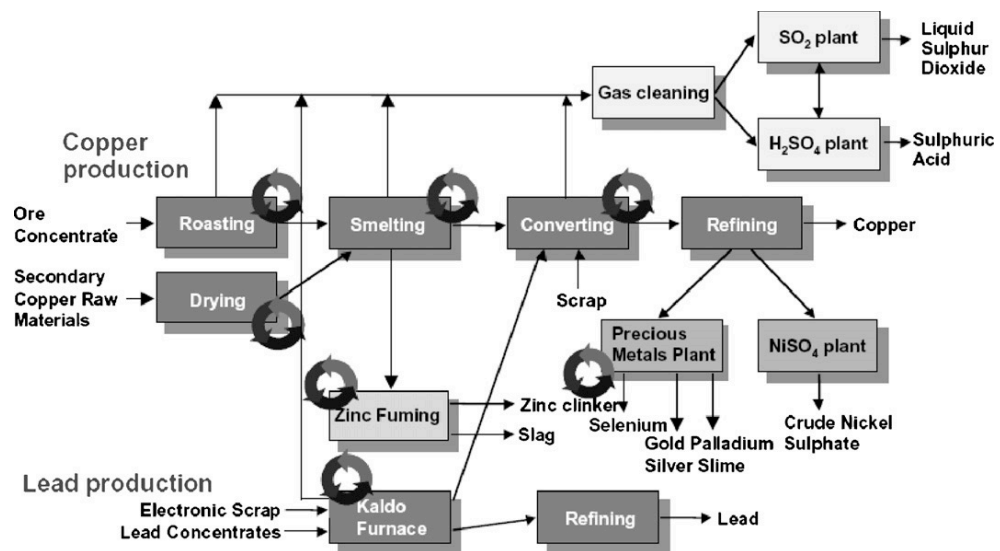 SO2 plant
Liquid
Sulphur
Dioxide
Gas cleaning
H2SO4 plant
Sulphuric
Acid
Copper
production
Ore
Concentrate
Roasting
Smelting
Converting
Refining
Copper
Secondary
Copper Raw
Materials
Drying
Scrap
Precious
Metals Plant
NiSO4 plant
Zinc Fuming
Zinc clinker
Slag
Selenium
Gold Palladium
Silver Slime
Crude Nickel
Sulphate
Lead production
Electronic Scrap
Lead Concentrates
Kaldo
Furnace
Refining
Lead